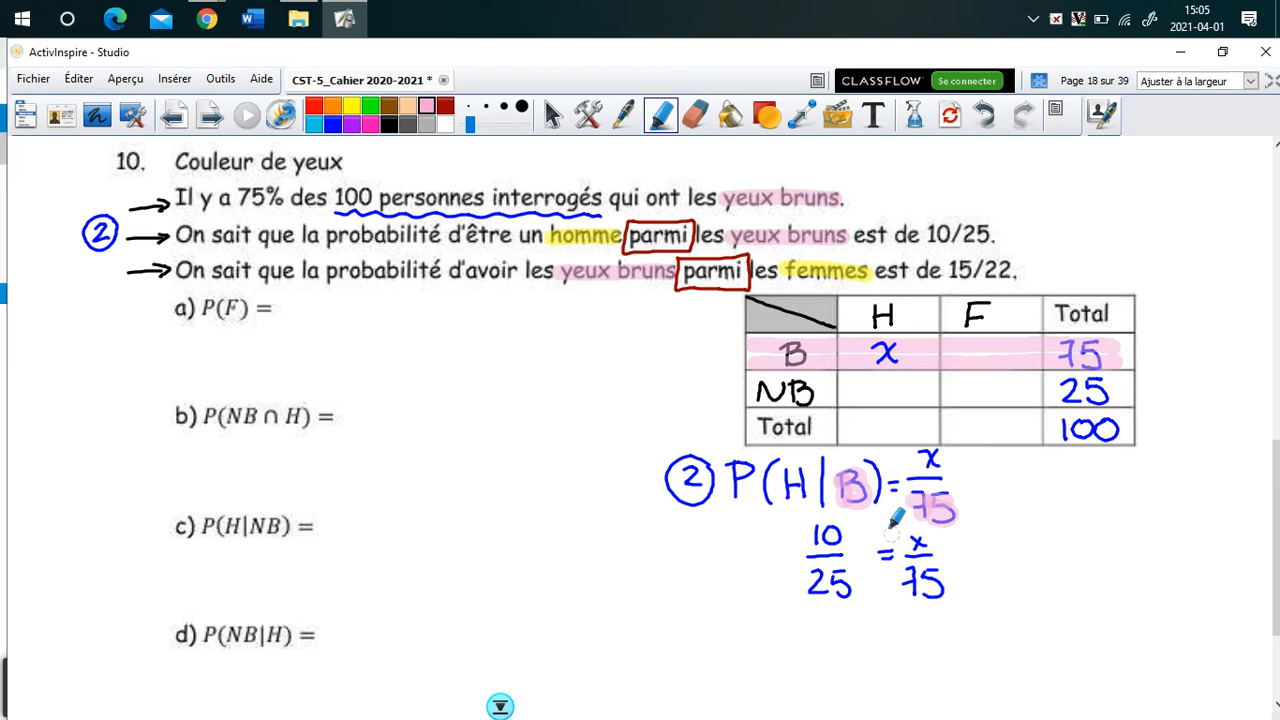 15:05
2021-04-01
ActivInspire - Studio
Fichier Éditer Aperçu Insérer Outils Aide CST-5_Cahier 2020-2021 * CLASSFLOW Se connecter Page 18 sur 39 Ajuster à la largeur
10. Couleur de yeux
Il y a 75% des 100 personnes interrogés qui ont les yeux bruns.
② On sait que la probabilité d'être un homme parmi les yeux bruns est de 10/25.
On sait que la probabilité d'avoir les yeux bruns parmi les femmes est de 15/22.
a) P(F) =
H F Total
B x 75
NB 25
Total 100
b) P(NB ∩ H) =
② P(H|B) = x/75
10/25 = x/75
c) P(H|NB) =
d) P(NB|H) =